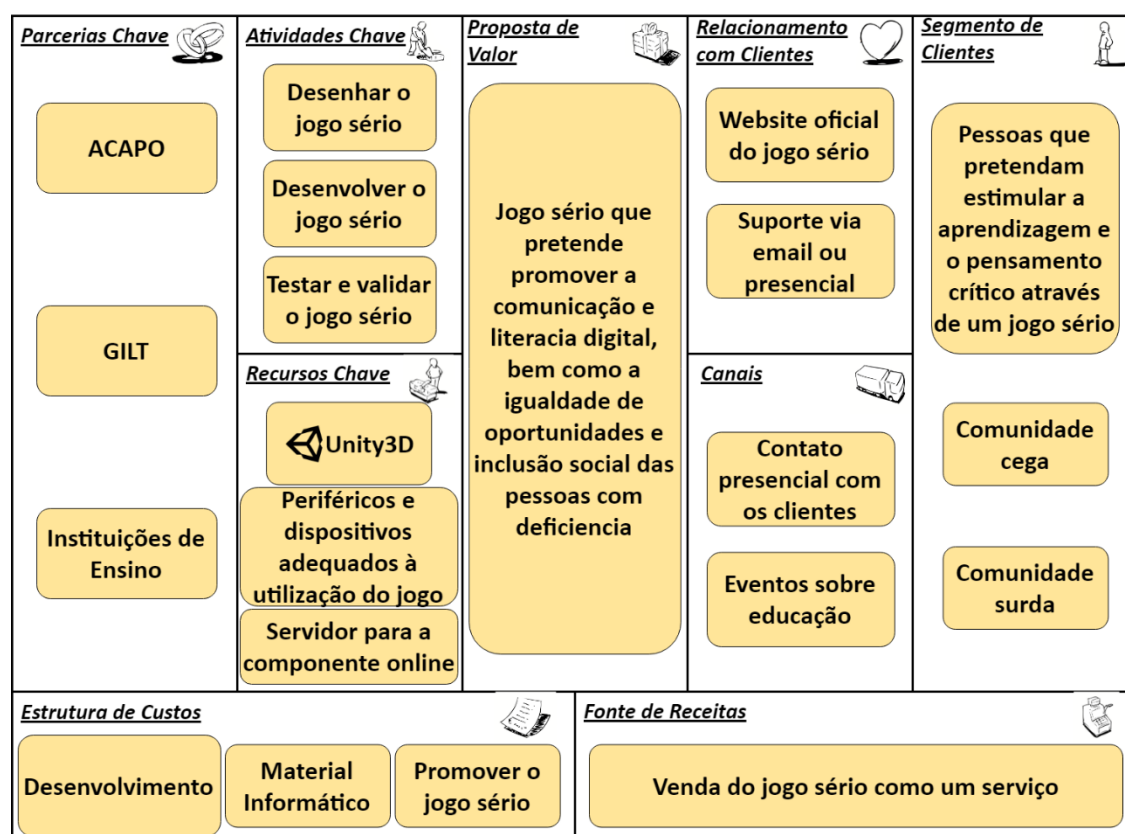 Parcerias Chave
ACAPO
GILT
Instituições de
Ensino
Atividades Chave
Desenhar o
jogo sério
Desenvolver o
jogo sério
Testar e validar
o jogo sério
Recursos Chave
Unity3D
Periféricos e
dispositivos
adequados à
utilização do jogo
Servidor para a
componente online
Proposta de
Valor
Jogo sério que
pretende
promover a
comunicação e
literacia digital,
bem como a
igualdade de
oportunidades e
inclusão social das
pessoas com
deficiencia
Relacionamento
com Clientes
Website oficial
do jogo sério
Suporte via
email ou
presencial
Canais
Contato
presencial com
os clientes
Eventos sobre
educação
Segmento de
Clientes
Pessoas que
pretendam
estimular a
aprendizagem e
o pensamento
crítico através
de um jogo sério
Comunidade
cega
Comunidade
surda
Estrutura de Custos
Desenvolvimento
Material
Informático
Promover o
jogo sério
Fonte de Receitas
Venda do jogo sério como um serviço